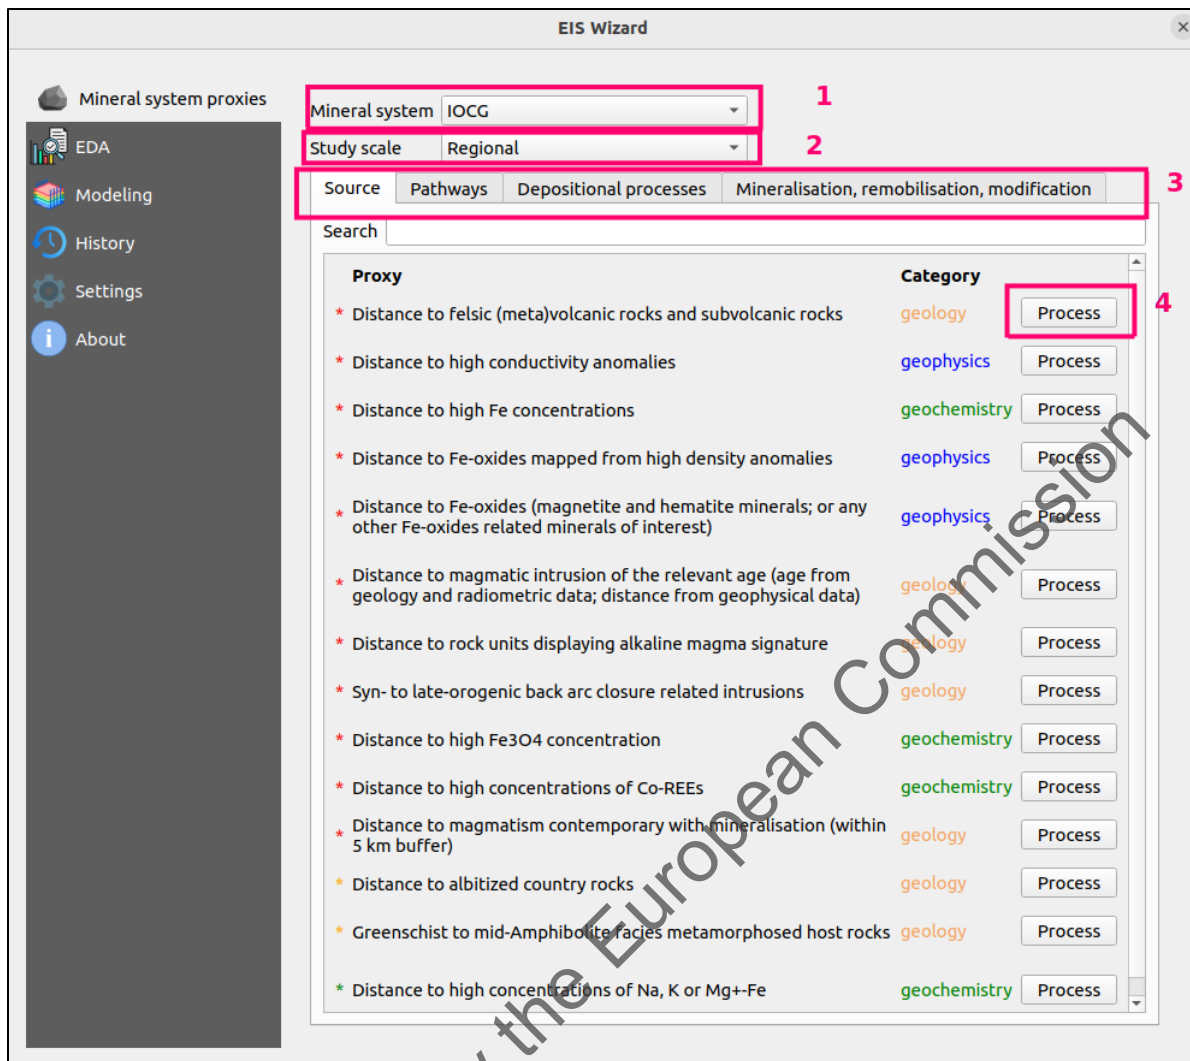 EIS Wizard
×
Mineral system proxies
EDA
Modeling
History
Settings
i About
Mineral system IOCG 1
Study scale Regional 2
Source Pathways Depositional processes Mineralisation, remobilisation, modification 3
Search
Proxy Category
* Distance to felsic (meta)volcanic rocks and subvolcanic rocks geology Process 4
* Distance to high conductivity anomalies geophysics Process
* Distance to high Fe concentrations geochemistry Process
* Distance to Fe-oxides mapped from high density anomalies geophysics Process
* Distance to Fe-oxides (magnetite and hematite minerals; or any
other Fe-oxides related minerals of interest) geophysics Process
* Distance to magmatic intrusion of the relevant age (age from
geology and radiometric data; distance from geophysical data) geology Process
* Distance to rock units displaying alkaline magma signature geology Process
* Syn- to late-orogenic back arc closure related intrusions geology Process
* Distance to high Fe3O4 concentration geochemistry Process
* Distance to high concentrations of Co-REEs geochemistry Process
* Distance to magmatism contemporary with mineralisation (within
5 km buffer) geology Process
* Distance to albitized country rocks geology Process
* Greenschist to mid-Amphibolite facies metamorphosed host rocks geology Process
* Distance to high concentrations of Na, K or Mg+-Fe geochemistry Process
the European Commission